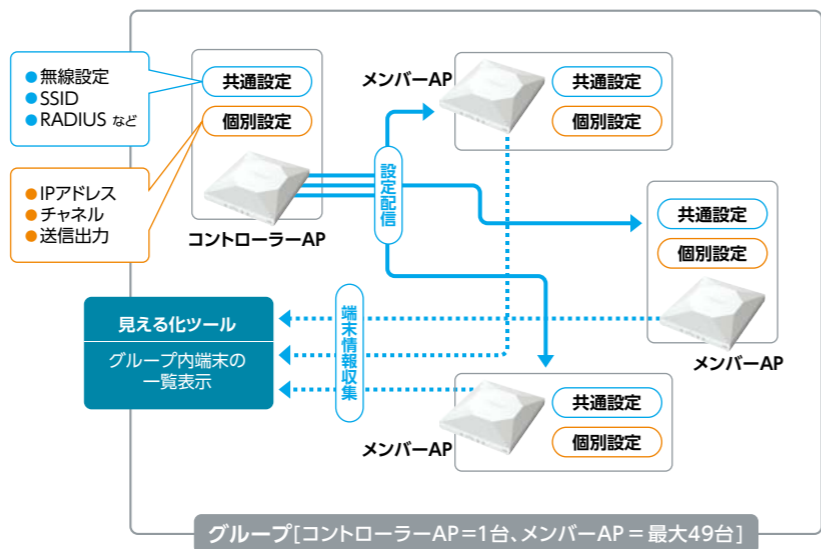 ●無線設定
●SSID
●RADIUS など
●IPアドレス
●チャネル
●送信出力
共通設定
個別設定
コントローラーAP
設定配信
メンバーAP
共通設定
個別設定
共通設定
個別設定
メンバーAP
見える化ツール
グループ内端末の
一覧表示
端末情報収集
メンバーAP
共通設定
個別設定
グループ[コントローラーAP=1台、メンバーAP=最大49台]